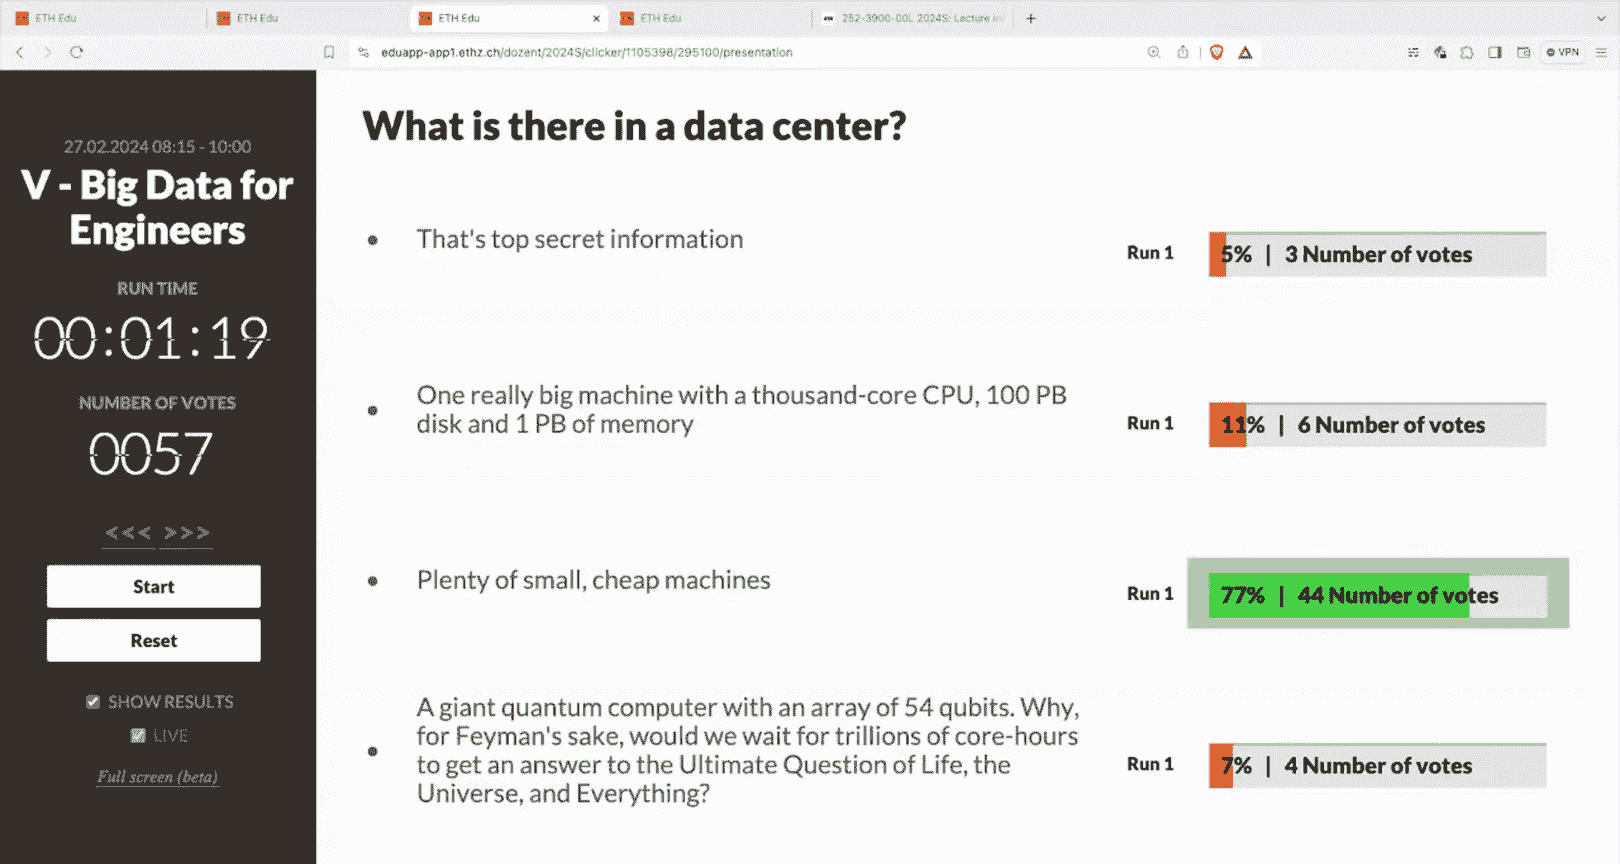 ETH Edu
ETH Edu
ETH Edu
ETH Edu
252-3900-00L 2024S: Lecture in
eduapp-app1.ethz.ch/dozent/2024S/clicker/1105398/295100/presentation
VPN
27.02.2024 08:15 - 10:00
V - Big Data for
Engineers
RUN TIME
00:01:19
NUMBER OF VOTES
0057
<<< >>>
Start
Reset
SHOW RESULTS
LIVE
Full screen (beta)
What is there in a data center?
That's top secret information
Run 1
5% | 3 Number of votes
One really big machine with a thousand-core CPU, 100 PB
disk and 1 PB of memory
Run 1
11% | 6 Number of votes
Plenty of small, cheap machines
Run 1
77% | 44 Number of votes
A giant quantum computer with an array of 54 qubits. Why,
for Feyman's sake, would we wait for trillions of core-hours
to get an answer to the Ultimate Question of Life, the
Universe, and Everything?
Run 1
7% | 4 Number of votes